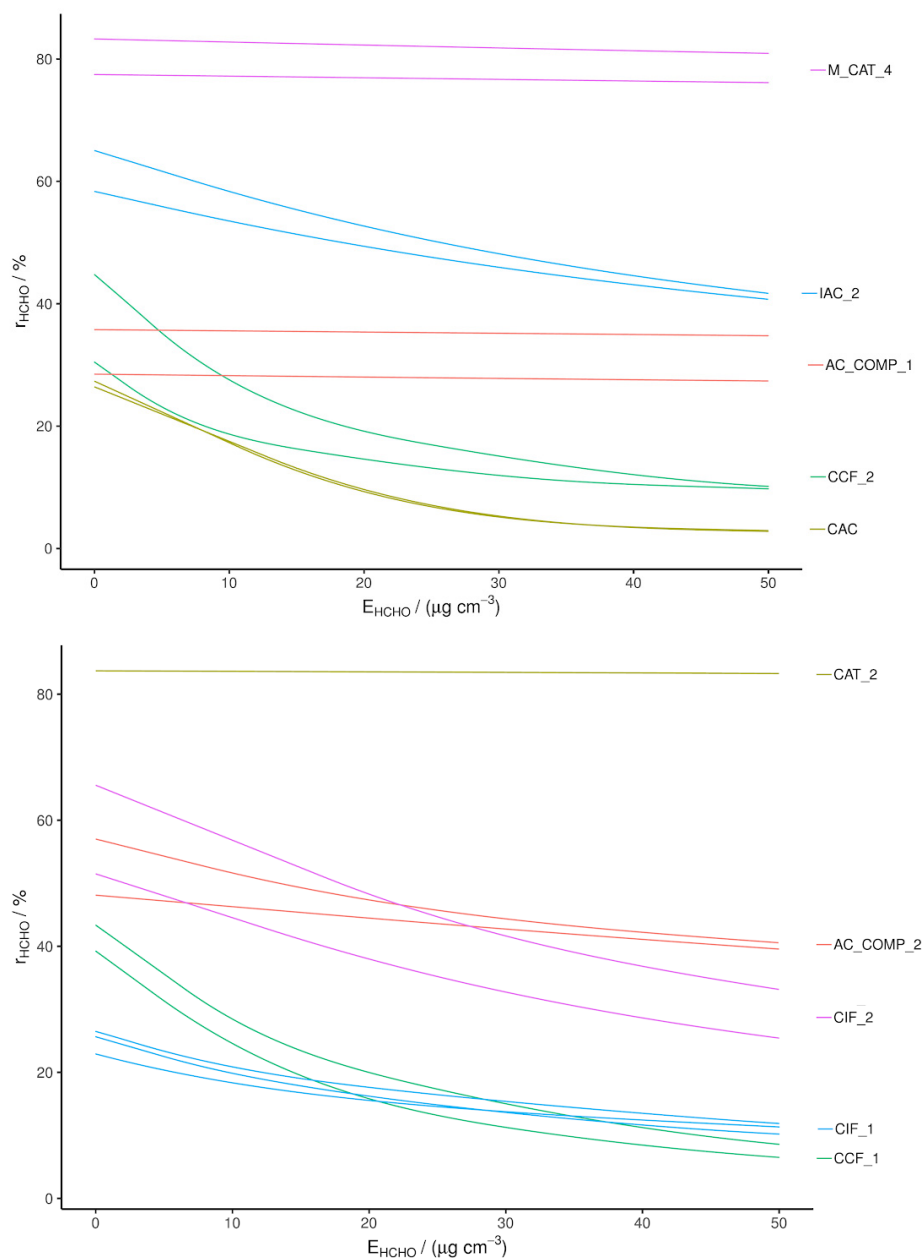 80
60
40
20
0
r_HCHO / %
M_CAT_4
IAC_2
AC_COMP_1
CCF_2
CAC
0 10 20 30 40 50
E_HCHO / (μg cm⁻³)
80
60
40
20
0
r_HCHO / %
CAT_2
AC_COMP_2
CIF_2
CIF_1
CCF_1
0 10 20 30 40 50
E_HCHO / (μg cm⁻³)